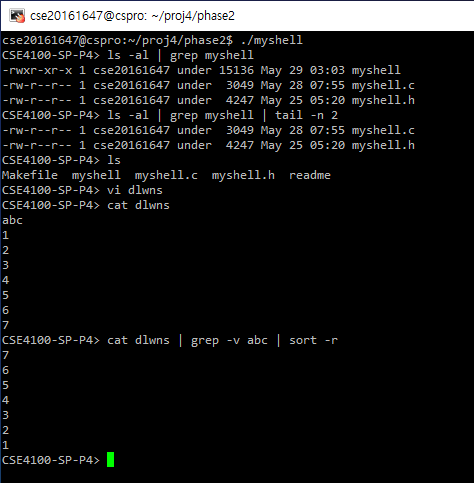 cse20161647@cspro: ~/proj4/phase2
cse20161647@cspro:~/proj4/phase2$ ./myshell
CSE4100-SP-P4> ls -al | grep myshell
-rwxr-xr-x 1 cse20161647 under 15136 May 29 03:03 myshell
-rw-r--r-- 1 cse20161647 under  3049 May 28 07:55 myshell.c
-rw-r--r-- 1 cse20161647 under  4247 May 25 05:20 myshell.h
CSE4100-SP-P4> ls -al | grep myshell | tail -n 2
-rw-r--r-- 1 cse20161647 under  3049 May 28 07:55 myshell.c
-rw-r--r-- 1 cse20161647 under  4247 May 25 05:20 myshell.h
CSE4100-SP-P4> ls
Makefile  myshell  myshell.c  myshell.h  readme
CSE4100-SP-P4> vi dlwns
CSE4100-SP-P4> cat dlwns
abc
1
2
3
4
5
6
7
CSE4100-SP-P4> cat dlwns | grep -v abc | sort -r
7
6
5
4
3
2
1
CSE4100-SP-P4>